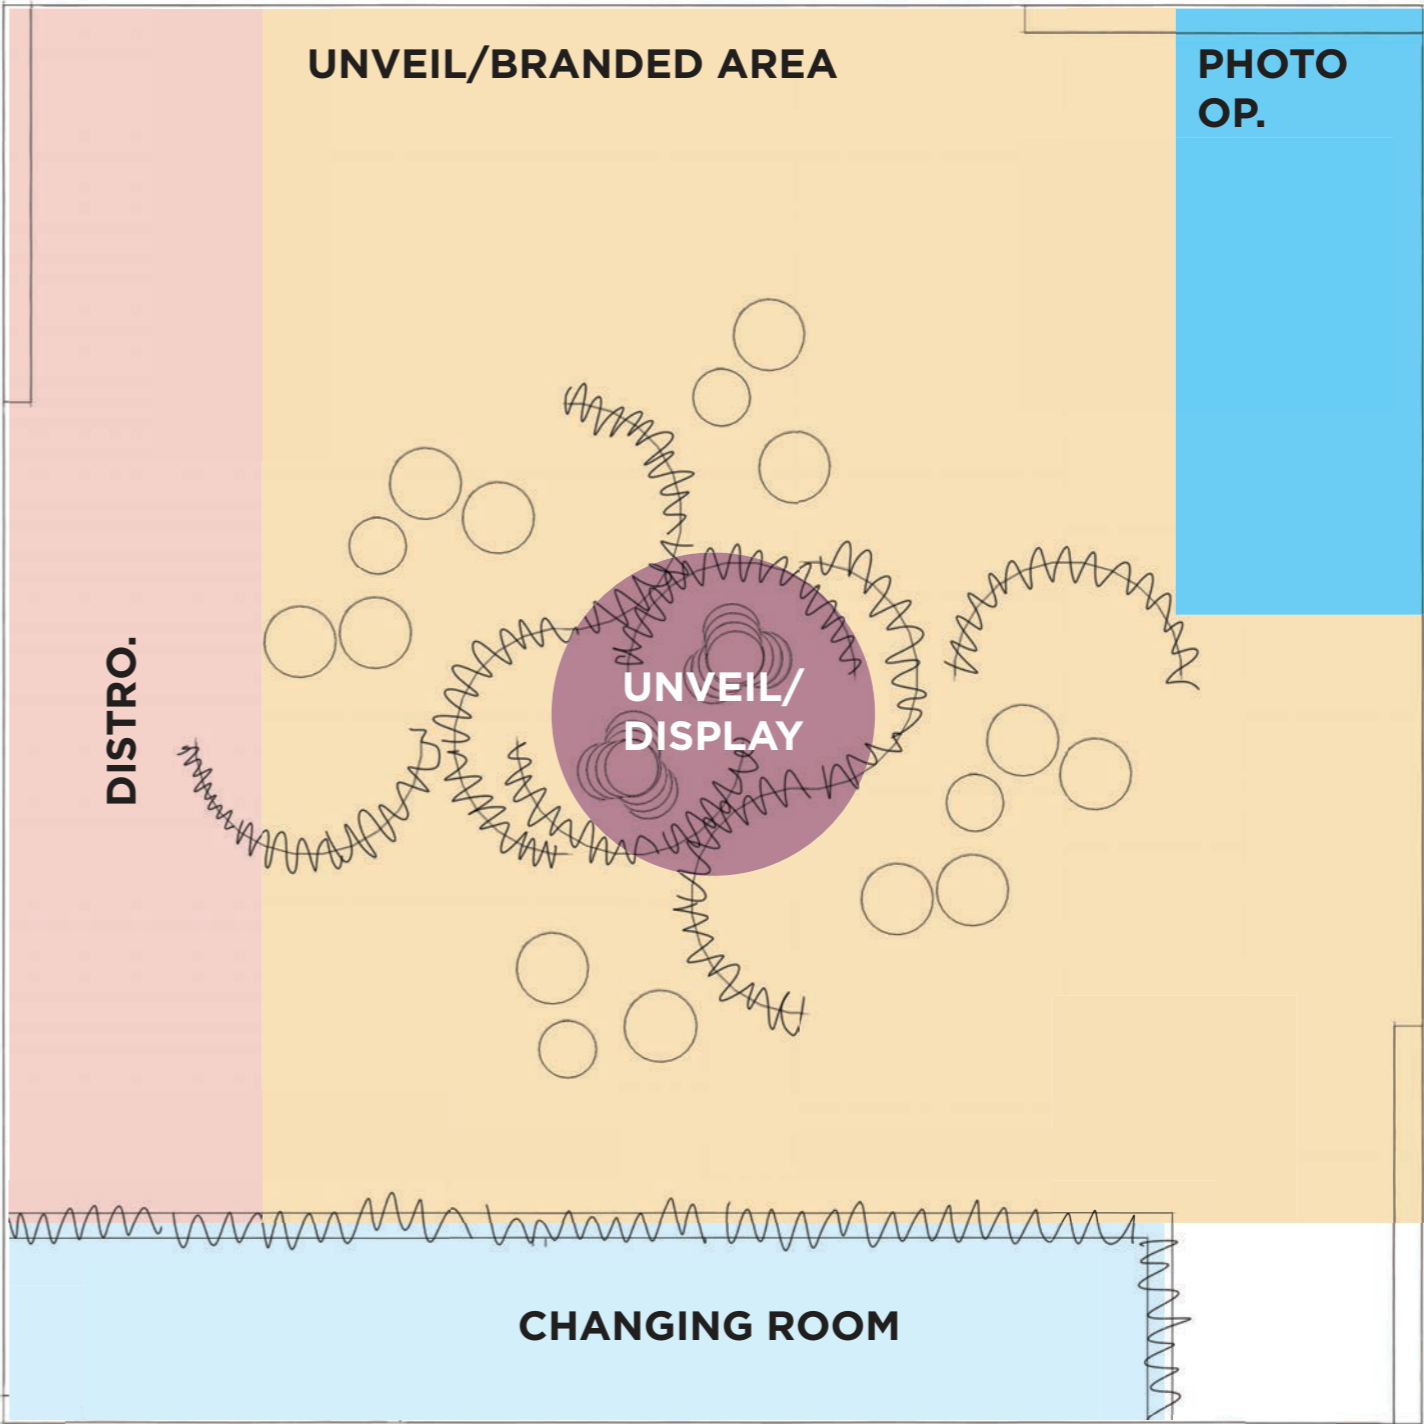 UNVEIL/BRANDED AREA
PHOTO
OP.
DISTRO.
UNVEIL/
DISPLAY
CHANGING ROOM